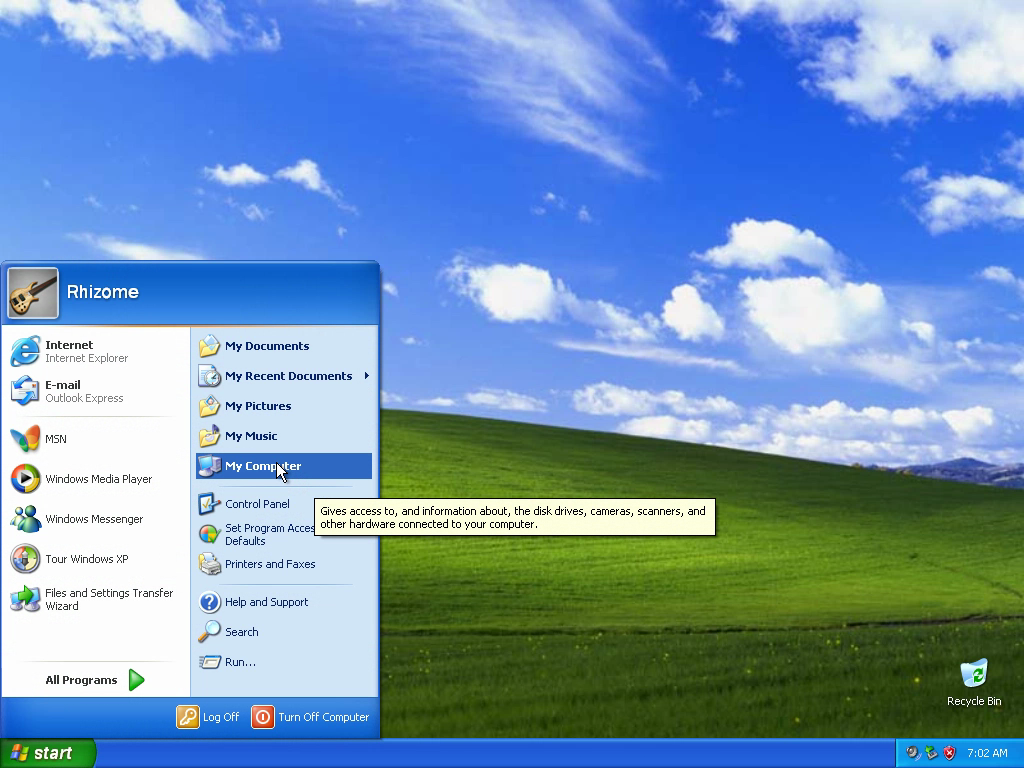 Rhizome
Internet
Internet Explorer
E-mail
Outlook Express
MSN
Windows Media Player
Windows Messenger
Tour Windows XP
Files and Settings Transfer
Wizard
All Programs
My Documents
My Recent Documents
My Pictures
My Music
My Computer
Control Panel
Set Program Acces
Defaults
Printers and Faxes
Help and Support
Search
Run...
Gives access to, and information about, the disk drives, cameras, scanners, and
other hardware connected to your computer.
Log Off
Turn Off Computer
Recycle Bin
start
7:02 AM